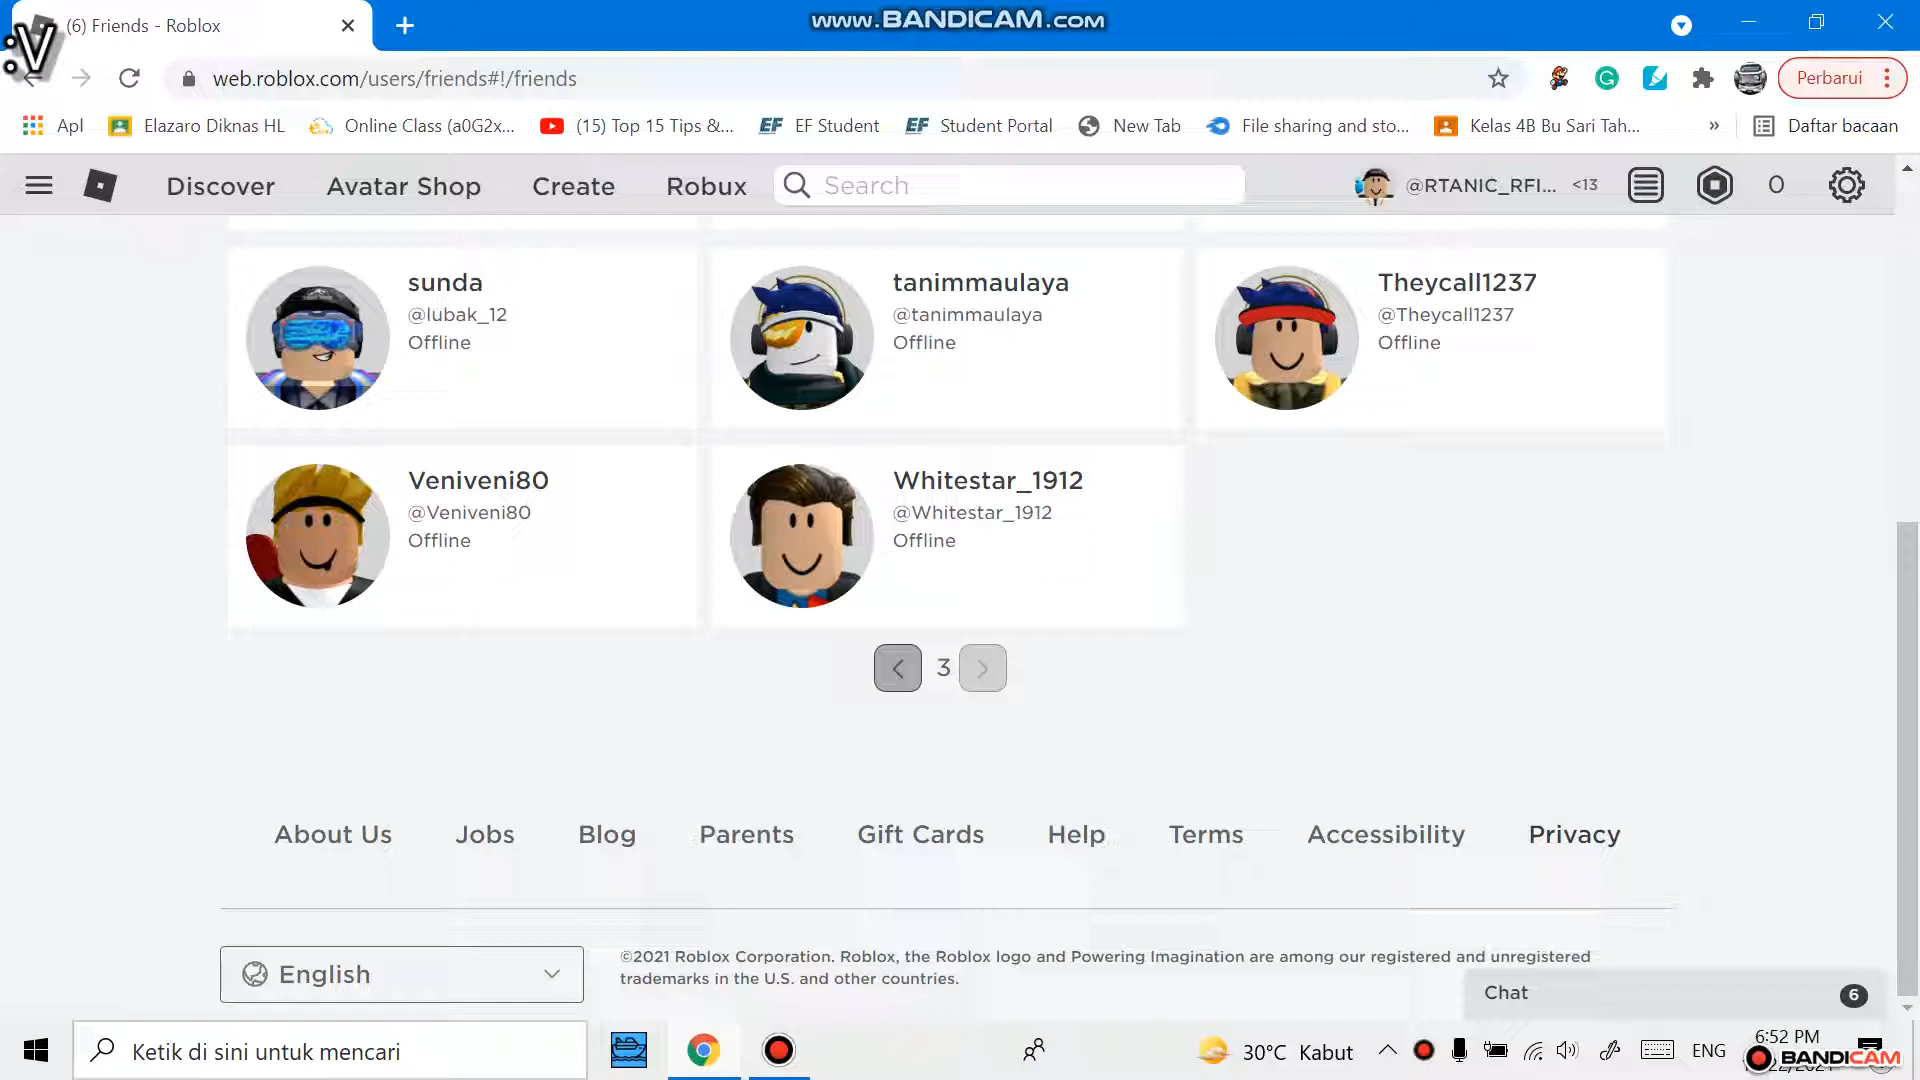 (6) Friends - Roblox
www.BANDICAM.com
:V
web.roblox.com/users/friends#!/friends
Perbarui
Apl
Elazaro Diknas HL
Online Class (a0G2x...
(15) Top 15 Tips &...
EF EF Student
EF Student Portal
New Tab
File sharing and sto...
Kelas 4B Bu Sari Tah...
»
Daftar bacaan
Discover
Avatar Shop
Create
Robux
Search
@RTANIC_RFI...
<13
0
sunda
@lubak_12
Offline
tanimmaulaya
@tanimmaulaya
Offline
Theycall1237
@Theycall1237
Offline
Veniveni80
@Veniveni80
Offline
Whitestar_1912
@Whitestar_1912
Offline
3
About Us
Jobs
Blog
Parents
Gift Cards
Help
Terms
Accessibility
Privacy
English
©2021 Roblox Corporation. Roblox, the Roblox logo and Powering Imagination are among our registered and unregistered
trademarks in the U.S. and other countries.
Chat
6
Ketik di sini untuk mencari
30°C Kabut
ENG
6:52 PM
BANDICAM